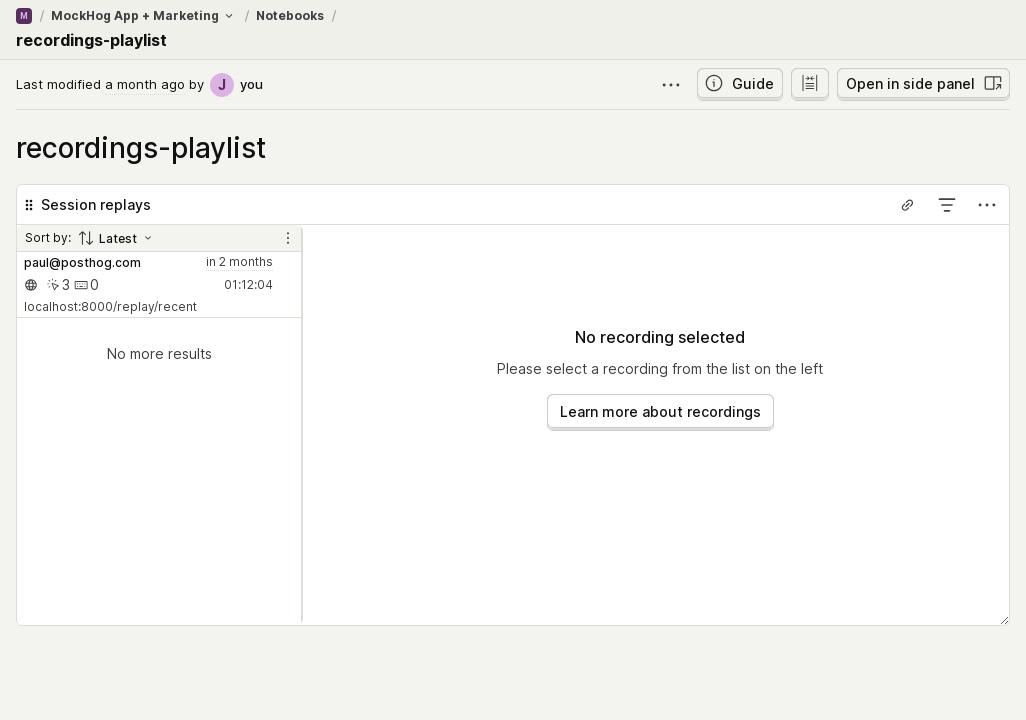 M / MockHog App + Marketing / Notebooks /
recordings-playlist
Last modified a month ago by J you
Guide
Open in side panel
recordings-playlist
Session replays
Sort by: Latest
paul@posthog.com in 2 months
3 0 01:12:04
localhost:8000/replay/recent
No more results
No recording selected
Please select a recording from the list on the left
Learn more about recordings